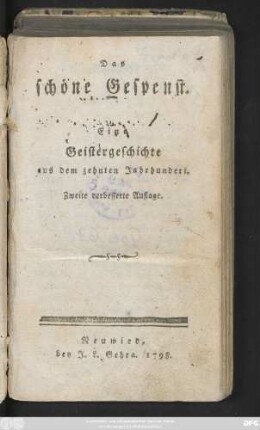 Das
schöne Gespenst.
Eine
Geistergeschichte
aus dem zehnten Jahrhundert.
Zweite verbesserte Auflage.
Neuwied,
bey J. L. Gehra. 1798.